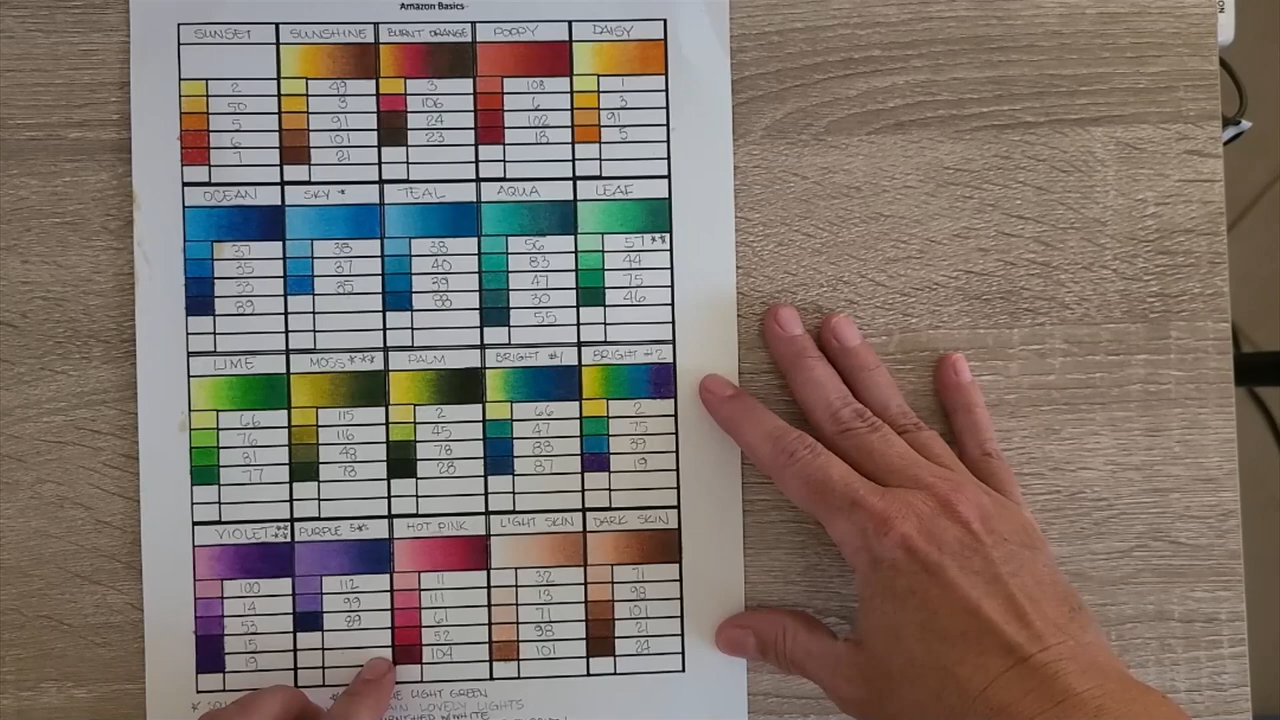 Amazon Basics
SUNSET SUNSHINE BURNT ORANGE POPPY DAISY
2 49 3 108 1
50 3 106 6 3
5 91 24 102 91
6 101 23 18 5
7 21
OCEAN SKY * TEAL AQUA LEAF
37 38 38 56 57 **
35 37 40 83 44
33 35 39 47 75
89 88 30 46
55
LIME MOSS*** PALM BRIGHT #1 BRIGHT #2
66 115 2 66 2
76 116 45 47 75
81 48 78 88 39
77 78 28 87 19
VIOLET PURPLE HOT PINK LIGHT SKIN DARK SKIN
100 112 11 32 71
14 99 111 13 98
53 89 61 71 101
15 52 98 21
19 104 101 24
LIGHT GREEN
LOVELY LIGHTS
W/WHITE
ON